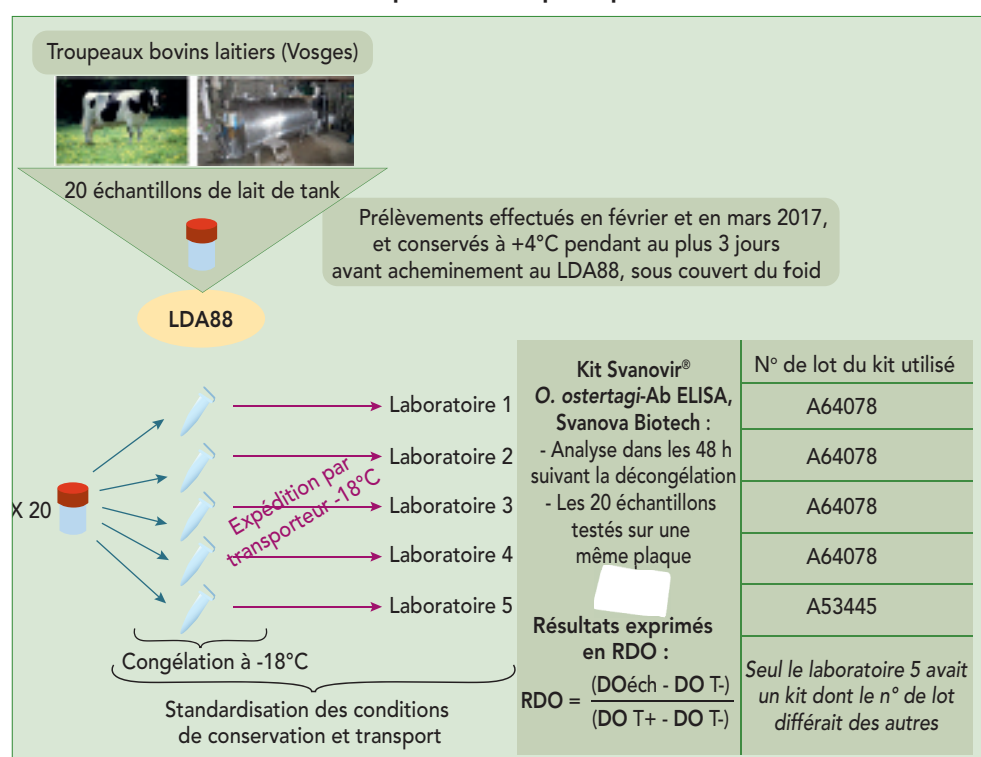 Troupeaux bovins laitiers (Vosges)
20 échantillons de lait de tank
Prélèvements effectués en février et en mars 2017,
et conservés à +4°C pendant au plus 3 jours
avant acheminement au LDA88, sous couvert du foid
LDA88
X 20
Expédition par
transporteur -18°C
Laboratoire 1
Laboratoire 2
Laboratoire 3
Laboratoire 4
Laboratoire 5
Congélation à -18°C
Standardisation des conditions
de conservation et transport
Kit Svanovir®
O. ostertagi-Ab ELISA,
Svanova Biotech :
- Analyse dans les 48 h
suivant la décongélation
- Les 20 échantillons
testés sur une
même plaque
Résultats exprimés
en RDO :
RDO = (DOéch - DO T-)
(DO T+ - DO T-)
N° de lot du kit utilisé
A64078
A64078
A64078
A64078
A53445
Seul le laboratoire 5 avait
un kit dont le n° de lot
différait des autres